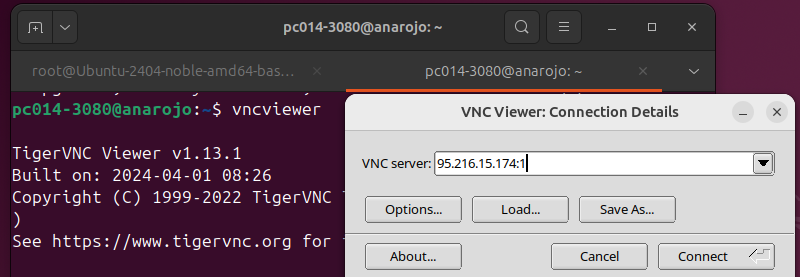 pc014-3080@anarojo: ~
root@Ubuntu-2404-noble-amd64-bas…
pc014-3080@anarojo: ~
pc014-3080@anarojo:~$ vncviewer
VNC Viewer: Connection Details
TigerVNC Viewer v1.13.1
VNC server: 95.216.15.174:1
Built on: 2024-04-01 08:26
Copyright (C) 1999-2022 TigerVNC
)
Options... Load... Save As...
See https://www.tigervnc.org for
About... Cancel Connect